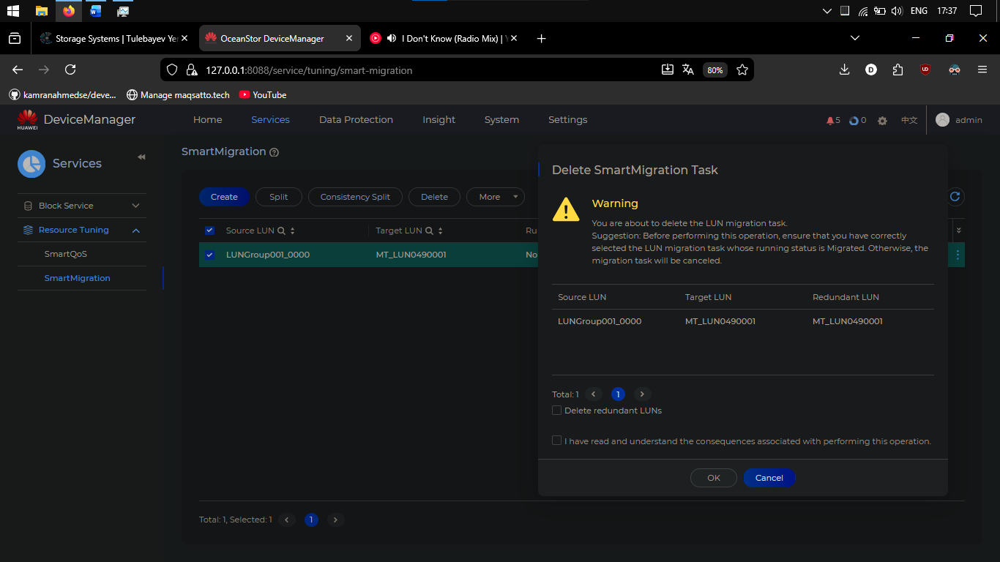 ENG 17:37
Storage Systems | Tulebayev Ye
OceanStor DeviceManager
I Don't Know (Radio Mix) | Y
127.0.0.1:8088/service/tuning/smart-migration
80%
kamranahmedse/deve...
Manage maqsatto.tech
YouTube
HUAWEI
DeviceManager
Home
Services
Data Protection
Insight
System
Settings
5
0
中文
admin
Services
Block Service
Resource Tuning
SmartQoS
SmartMigration
SmartMigration
Create
Split
Consistency Split
Delete
More
Source LUN
Target LUN
Ru
LUNGroup001_0000
MT_LUN0490001
No
Total: 1, Selected: 1
1
Delete SmartMigration Task
Warning
You are about to delete the LUN migration task.
Suggestion: Before performing this operation, ensure that you have correctly
selected the LUN migration task whose running status is Migrated. Otherwise, the
migration task will be canceled.
Source LUN
Target LUN
Redundant LUN
LUNGroup001_0000
MT_LUN0490001
MT_LUN0490001
Total: 1
1
Delete redundant LUNs
I have read and understand the consequences associated with performing this operation.
OK
Cancel